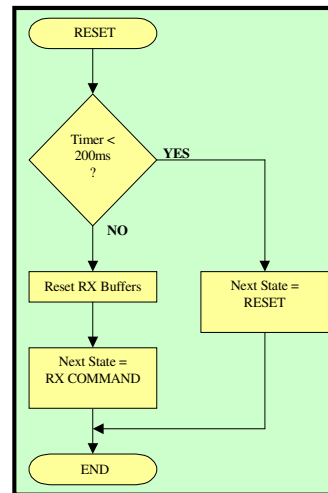 RESET
Timer <
200ms
?
YES
NO
Reset RX Buffers
Next State =
RESET
Next State =
RX COMMAND
END